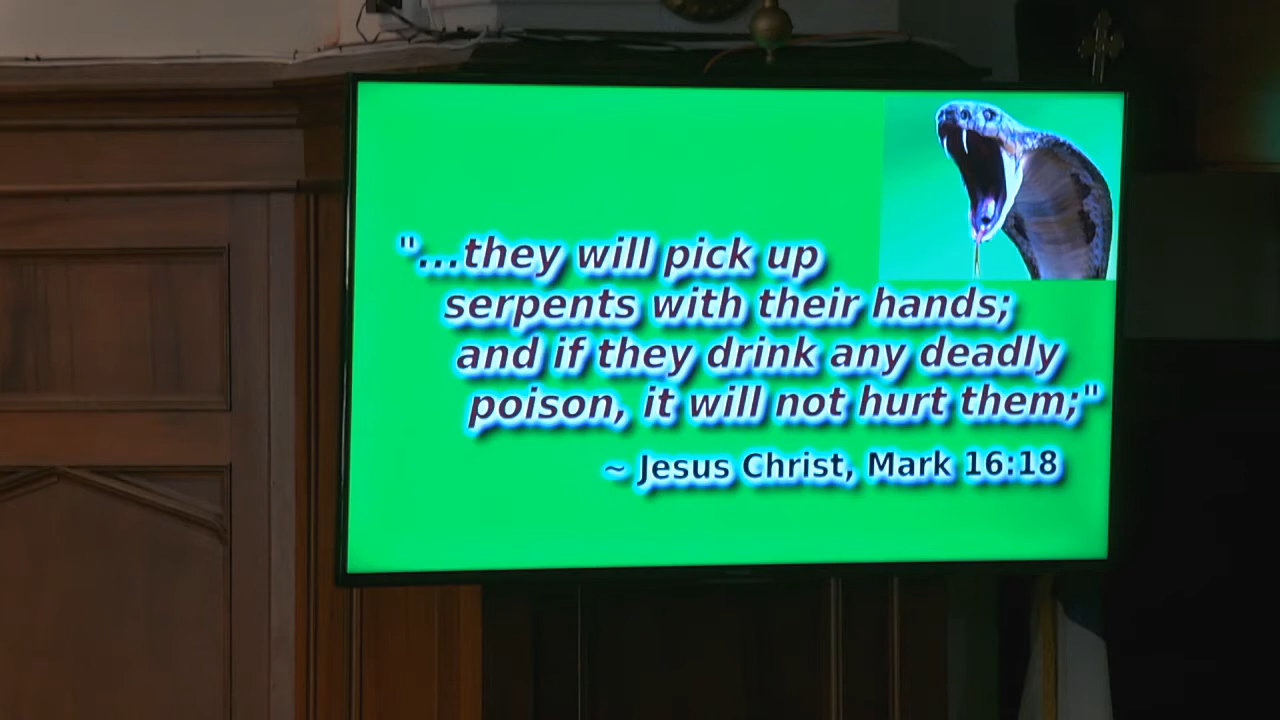 "...they will pick up
serpents with their hands;
and if they drink any deadly
poison, it will not hurt them;"
~ Jesus Christ, Mark 16:18